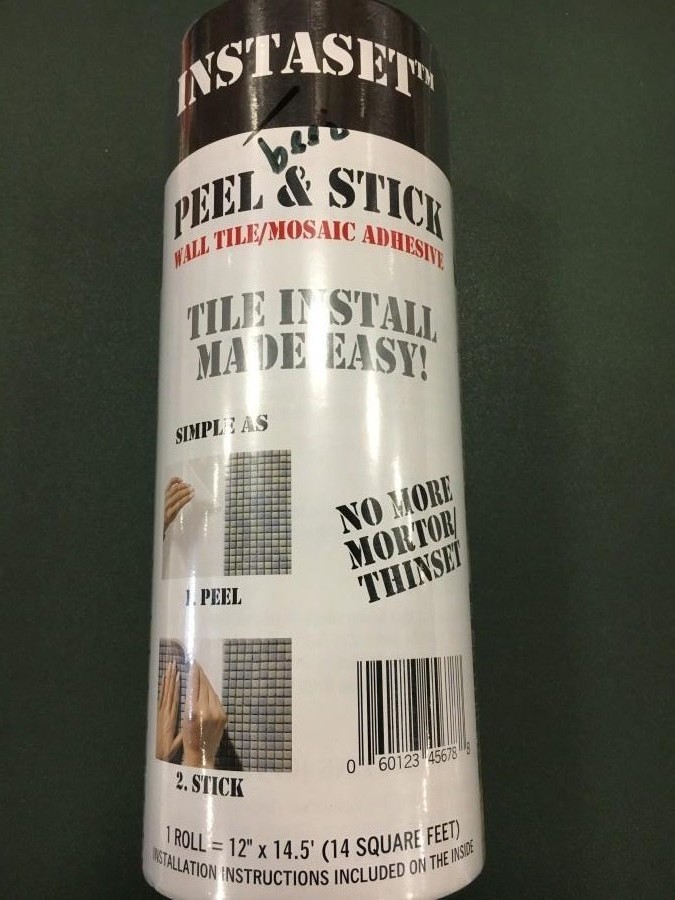 INSTASET™
PEEL & STICK
WALL TILE/MOSAIC ADHESIVE
TILE INSTALL
MADE EASY!
SIMPLE AS
NO MORE
MORTOR/
THINSET
1. PEEL
2. STICK
0 60123 45678 8
1 ROLL = 12" x 14.5' (14 SQUARE FEET)
INSTALLATION INSTRUCTIONS INCLUDED ON THE INSIDE